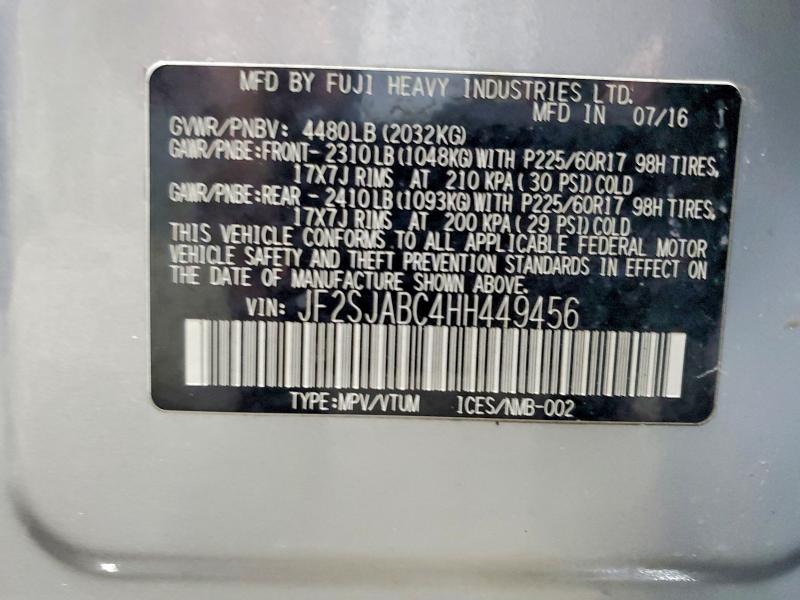 MFD BY FUJI HEAVY INDUSTRIES LTD.
MFD IN 07/16
GVWR/PNBV: 4480LB(2032KG)
GAWR/PNBE:FRONT-2310LB(1048KG)WITH P225/60R17 98H TIRES,
17X7J RIMS AT 210 KPA(30 PSI)COLD
GAWR/PNBE:REAR -2410LB(1093KG)WITH P225/60R17 98H TIRES,
17X7J RIMS AT 200 KPA(29 PSI)COLD
THIS VEHICLE CONFORMS TO ALL APPLICABLE FEDERAL MOTOR
VEHICLE SAFETY AND THEFT PREVENTION STANDARDS IN EFFECT ON
THE DATE OF MANUFACTURE SHOWN ABOVE.
VIN: JF2SJABC4HH449456
TYPE:MPV/VTUM ICES/NMB-002